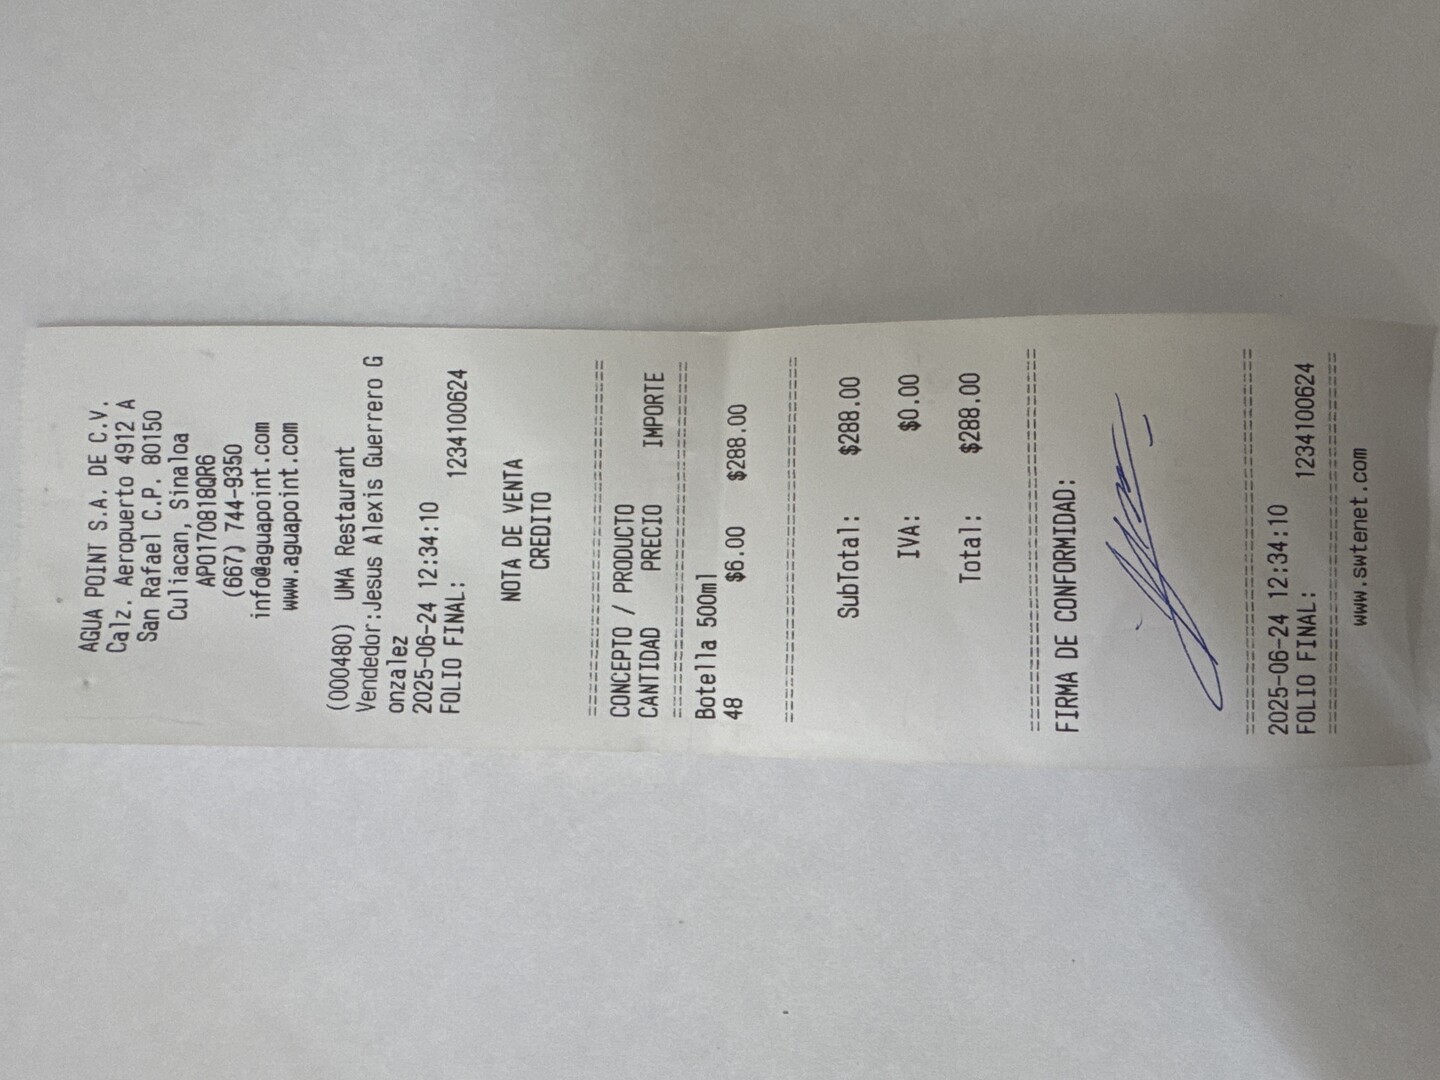 AGUA POINT S.A. DE C.V.
Calz. Aeropuerto 4912 A
San Rafael C.P. 80150
Culiacan, Sinaloa
APO170818QR6
(667) 744-9350
info@aguapoint.com
www.aguapoint.com
(000480) UMA Restaurant
Vendedor:Jesus Alexis Guerrero G
onzalez
2025-06-24 12:34:10
FOLIO FINAL: 1234100624
NOTA DE VENTA
CREDITO
================================
CONCEPTO / PRODUCTO
CANTIDAD PRECIO IMPORTE
================================
Botella 500ml
48 $6.00 $288.00
================================
SubTotal: $288.00
IVA: $0.00
Total: $288.00
================================
FIRMA DE CONFORMIDAD:
================================
2025-06-24 12:34:10
FOLIO FINAL: 1234100624
================================
www.swtenet.com